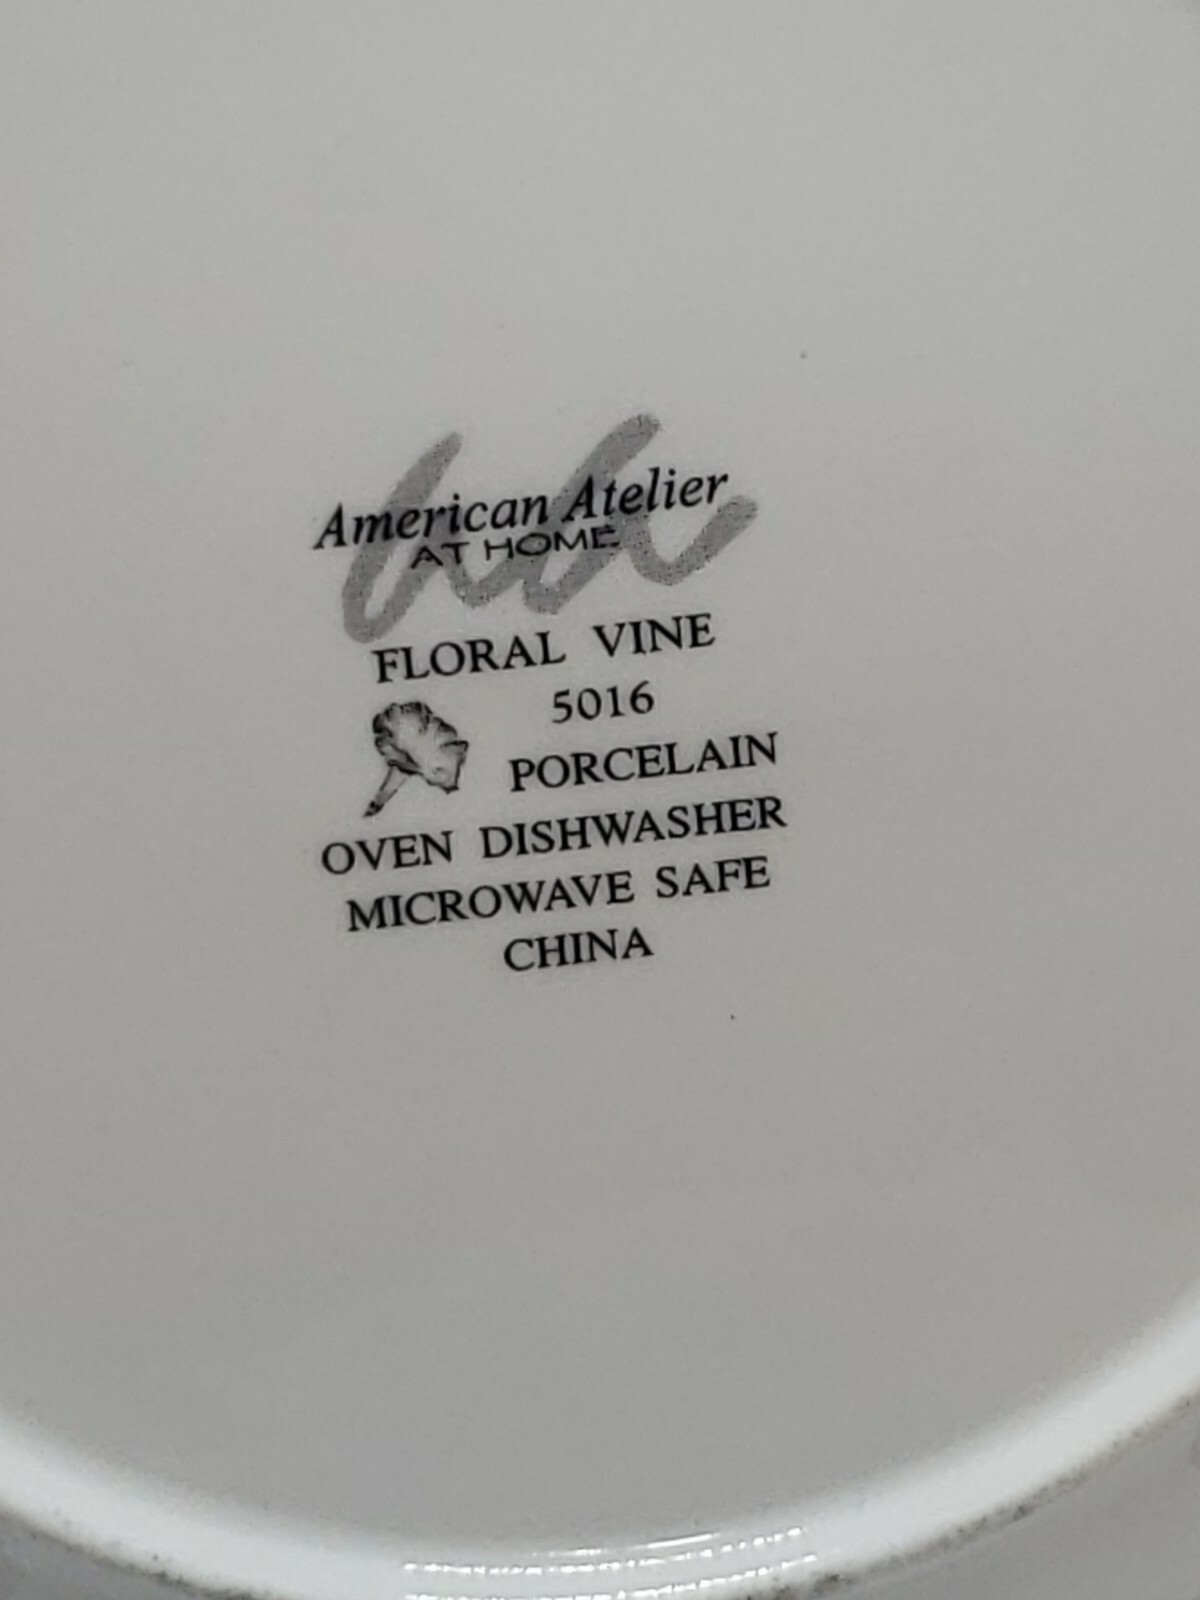 American Atelier
AT HOME
FLORAL VINE
5016
PORCELAIN
OVEN DISHWASHER
MICROWAVE SAFE
CHINA